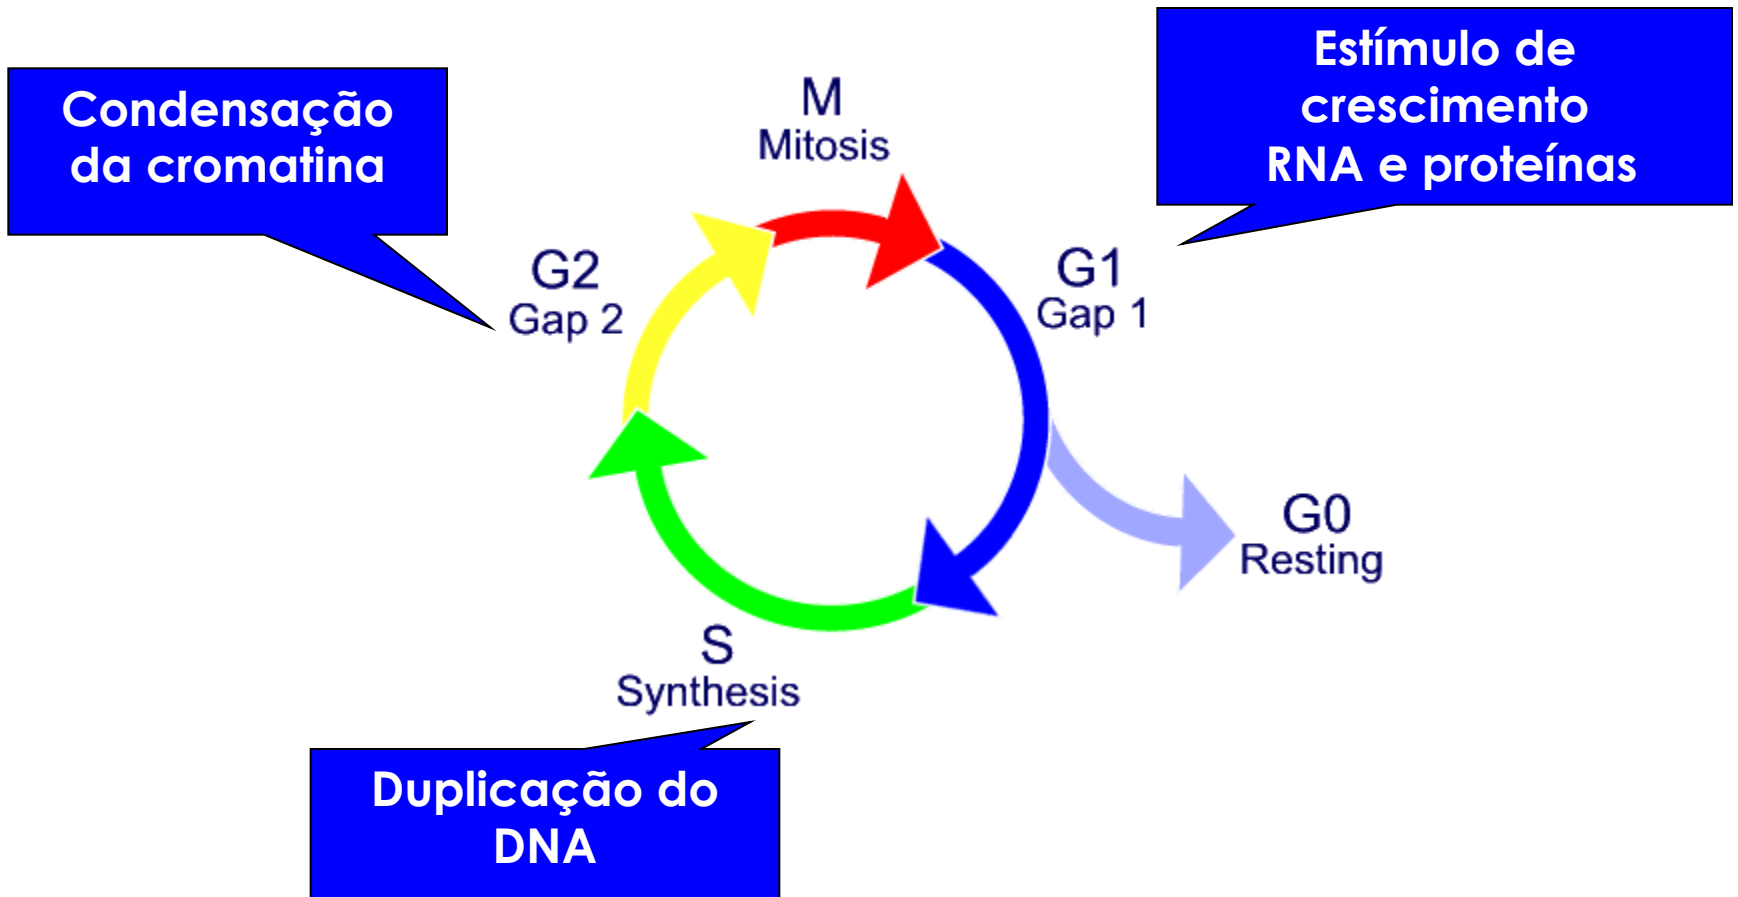 Condensação
da cromatina
M
Mitosis
Estímulo de
crescimento
RNA e proteínas
G2
Gap 2
G1
Gap 1
G0
Resting
S
Synthesis
Duplicação do
DNA